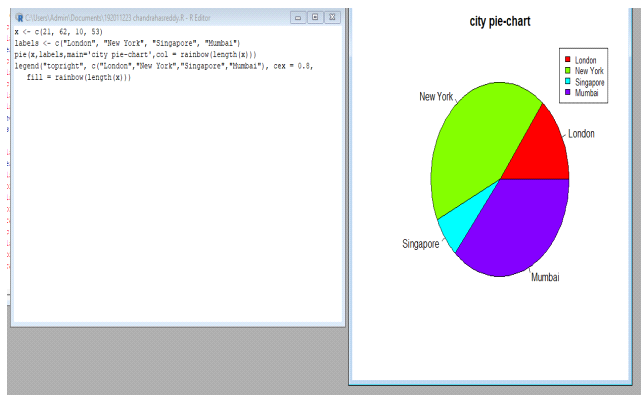 C:\Users\Admin\Documents\192011223 chandrahasreddy.R - R Editor
x <- c(21, 62, 10, 53)
labels <- c("London", "New York", "Singapore", "Mumbai")
pie(x,labels,main='city pie-chart',col = rainbow(length(x)))
legend("topright", c("London","New York","Singapore","Mumbai"), cex = 0.8,
fill = rainbow(length(x)))
city pie-chart
London
New York
Singapore
Mumbai
New York
London
Singapore
Mumbai